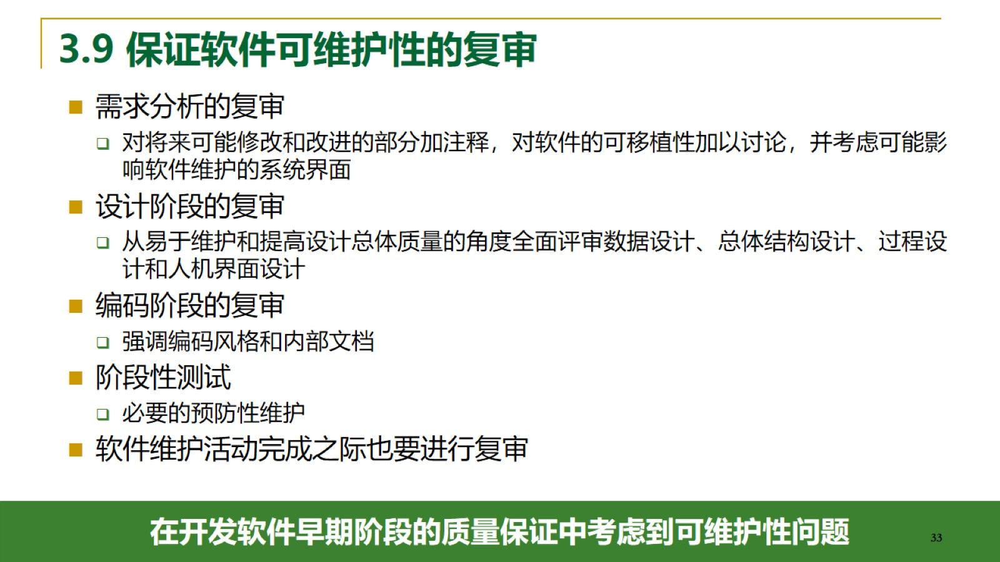 3.9 保证软件可维护性的复审
需求分析的复审
对将来可能修改和改进的部分加注释，对软件的可移植性加以讨论，并考虑可能影
响软件维护的系统界面
设计阶段的复审
从易于维护和提高设计总体质量的角度全面评审数据设计、总体结构设计、过程设
计和人机界面设计
编码阶段的复审
强调编码风格和内部文档
阶段性测试
必要的预防性维护
软件维护活动完成之际也要进行复审
在开发软件早期阶段的质量保证中考虑到可维护性问题
33